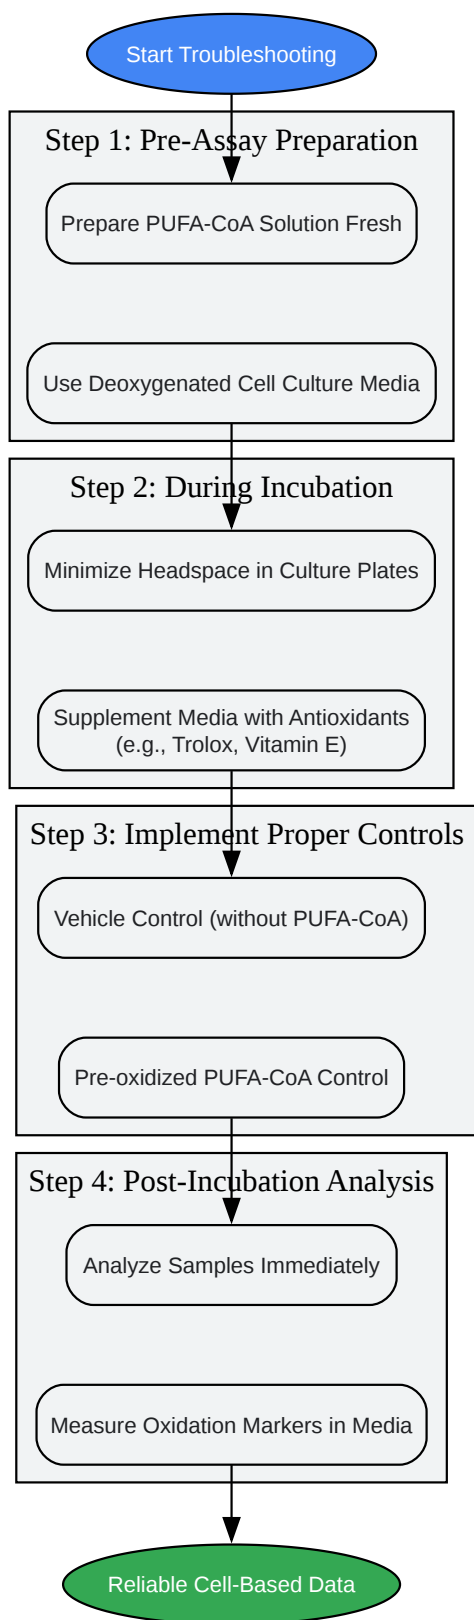 Start Troubleshooting
Step 1: Pre-Assay Preparation
Prepare PUFA-CoA Solution Fresh
Use Deoxygenated Cell Culture Media
Step 2: During Incubation
Minimize Headspace in Culture Plates
Supplement Media with Antioxidants
(e.g., Trolox, Vitamin E)
Step 3: Implement Proper Controls
Vehicle Control (without PUFA-CoA)
Pre-oxidized PUFA-CoA Control
Step 4: Post-Incubation Analysis
Analyze Samples Immediately
Measure Oxidation Markers in Media
Reliable Cell-Based Data